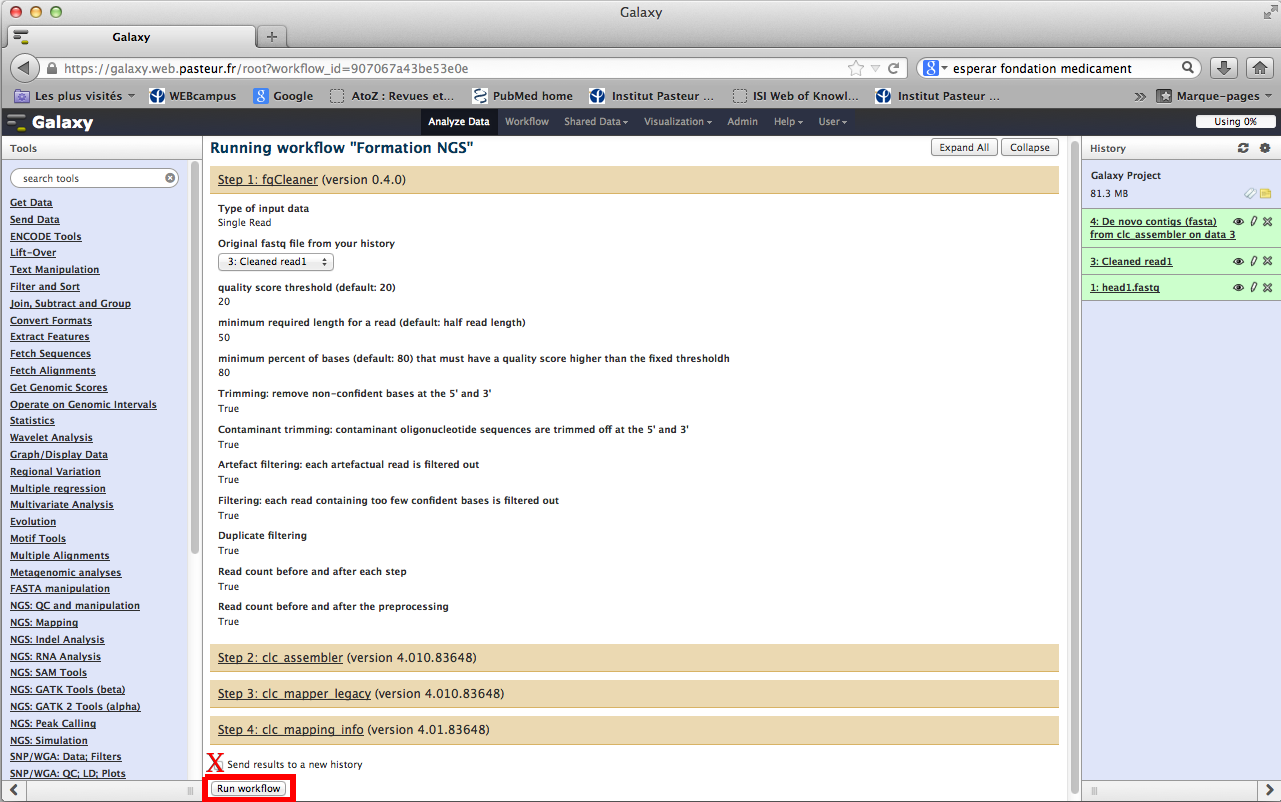 Galaxy
Galaxy
https://galaxy.web.pasteur.fr/root?workflow_id=907067a43be53e0e
esperar fondation medicament
Les plus visités
WEBcampus
Google
AtoZ : Revues et...
PubMed home
Institut Pasteur ...
ISI Web of Knowl...
Institut Pasteur ...
Marque-pages
Galaxy
Analyze Data
Workflow
Shared Data
Visualization
Admin
Help
User
Using 0%
Tools
search tools
Get Data
Send Data
ENCODE Tools
Lift-Over
Text Manipulation
Filter and Sort
Join, Subtract and Group
Convert Formats
Extract Features
Fetch Sequences
Fetch Alignments
Get Genomic Scores
Operate on Genomic Intervals
Statistics
Wavelet Analysis
Graph/Display Data
Regional Variation
Multiple regression
Multivariate Analysis
Evolution
Motif Tools
Multiple Alignments
Metagenomic analyses
FASTA manipulation
NGS: QC and manipulation
NGS: Mapping
NGS: Indel Analysis
NGS: RNA Analysis
NGS: SAM Tools
NGS: GATK Tools (beta)
NGS: GATK 2 Tools (alpha)
NGS: Peak Calling
NGS: Simulation
SNP/WGA: Data; Filters
SNP/WGA: QC; LD; Plots
Running workflow "Formation NGS"
Expand All
Collapse
Step 1: fqCleaner (version 0.4.0)
Type of input data
Single Read
Original fastq file from your history
3: Cleaned read1
quality score threshold (default: 20)
20
minimum required length for a read (default: half read length)
50
minimum percent of bases (default: 80) that must have a quality score higher than the fixed thresholdh
80
Trimming: remove non-confident bases at the 5' and 3'
True
Contaminant trimming: contaminant oligonucleotide sequences are trimmed off at the 5' and 3'
True
Artefact filtering: each artefactual read is filtered out
True
Filtering: each read containing too few confident bases is filtered out
True
Duplicate filtering
True
Read count before and after each step
True
Read count before and after the preprocessing
True
Step 2: clc_assembler (version 4.010.83648)
Step 3: clc_mapper_legacy (version 4.010.83648)
Step 4: clc_mapping_info (version 4.01.83648)
X Send results to a new history
Run workflow
History
Galaxy Project
81.3 MB
4: De novo contigs (fasta)
from clc_assembler on data 3
3: Cleaned read1
1: head1.fastq